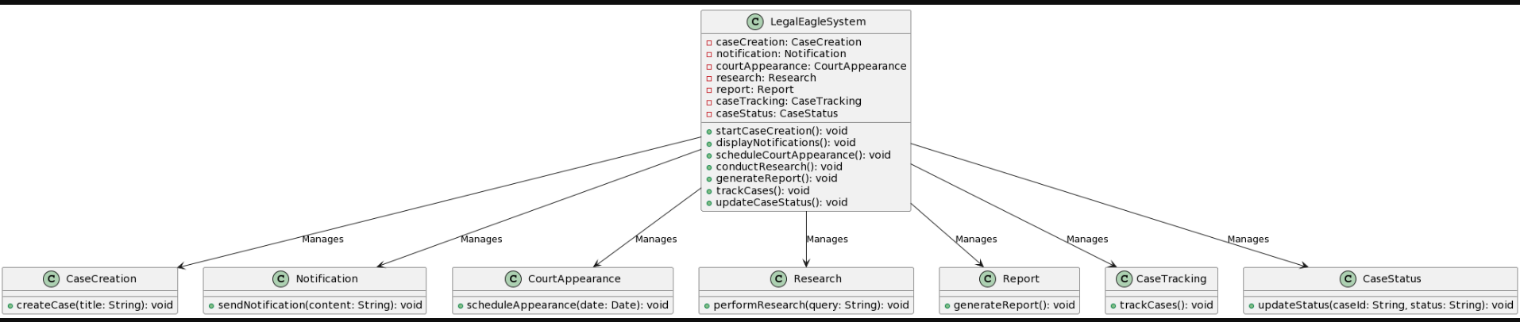 C LegalEagleSystem
caseCreation: CaseCreation
notification: Notification
courtAppearance: CourtAppearance
research: Research
report: Report
caseTracking: CaseTracking
caseStatus: CaseStatus
startCaseCreation(): void
displayNotifications(): void
scheduleCourtAppearance(): void
conductResearch(): void
generateReport(): void
trackCases(): void
updateCaseStatus(): void
Manages Manages Manages Manages Manages Manages Manages
C CaseCreation
createCase(title: String): void
C Notification
sendNotification(content: String): void
C CourtAppearance
scheduleAppearance(date: Date): void
C Research
performResearch(query: String): void
C Report
generateReport(): void
C CaseTracking
trackCases(): void
C CaseStatus
updateStatus(caseId: String, status: String): void